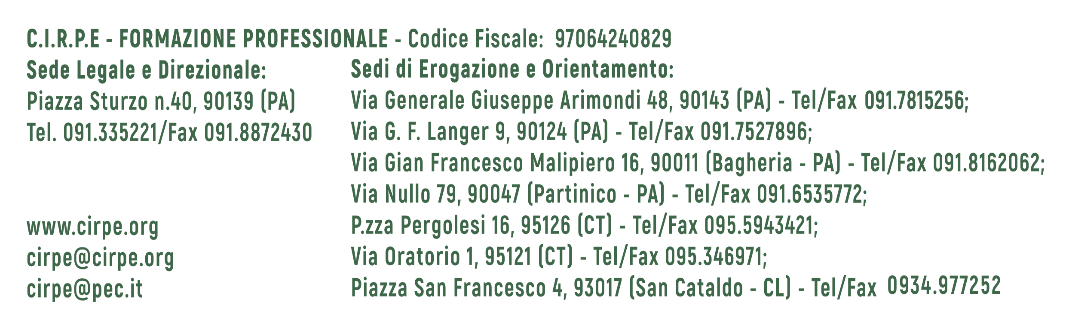 C.I.R.P.E - FORMAZIONE PROFESSIONALE - Codice Fiscale: 97064240829
Sede Legale e Direzionale:
Piazza Sturzo n.40, 90139 (PA)
Tel. 091.335221/Fax 091.8872430
www.cirpe.org
cirpe@cirpe.org
cirpe@pec.it
Sedi di Erogazione e Orientamento:
Via Generale Giuseppe Arimondi 48, 90143 (PA) - Tel/Fax 091.7815256;
Via G. F. Langer 9, 90124 (PA) - Tel/Fax 091.7527896;
Via Gian Francesco Malipiero 16, 90011 (Bagheria - PA) - Tel/Fax 091.8162062;
Via Nullo 79, 90047 (Partinico - PA) - Tel/Fax 091.6535772;
P.zza Pergolesi 16, 95126 (CT) - Tel/Fax 095.5943421;
Via Oratorio 1, 95121 (CT) - Tel/Fax 095.346971;
Piazza San Francesco 4, 93017 (San Cataldo - CL) - Tel/Fax 0934.977252